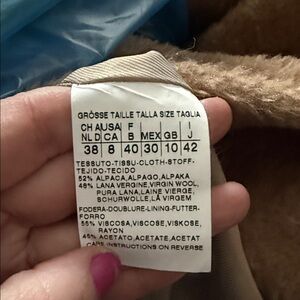 GRÖSSE TAILLE TALLA SIZE TAGLIA
CH A USA F I
NL D CA B MEX GB J
38 8 40 30 10 42
TESSUTO-TISSU-CLOTH-STOFF-
TEJIDO-TECIDO
52% ALPACA,ALPAGO,ALPAKA
48% LANA VERGINE,VIRGIN WOOL,
PURA LANA,LAINE VIERGE,
SCHURWOLLE,LÃ VIRGEM
FODERA-DOUBLURE-LINING-FUTTER-
FORRO
55% VISCOSA,VISCOSE,VISKOSE,
RAYON
45% ACETATO,ACETATE,ACETAT
CARE INSTRUCTIONS ON REVERSE